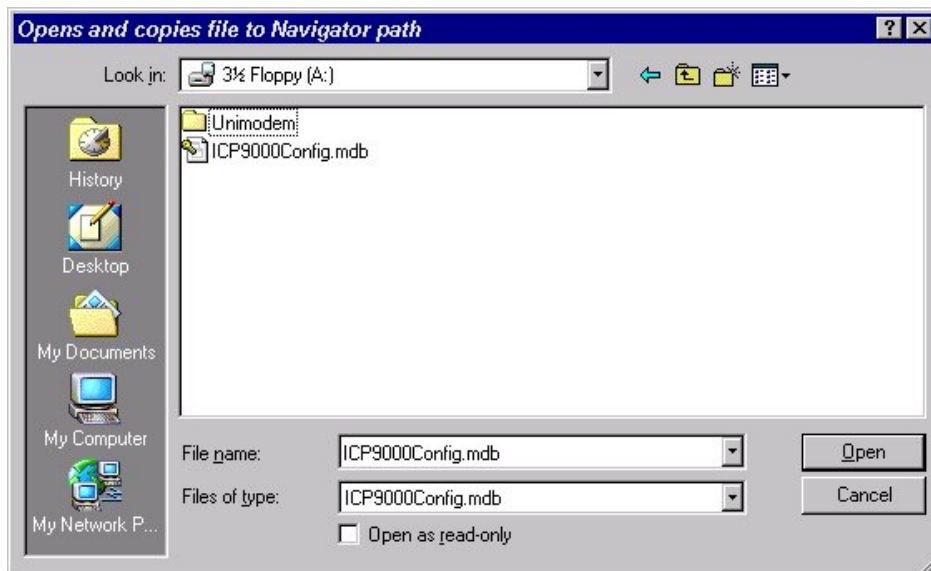 Opens and copies file to Navigator path
Look in: 3½ Floppy (A:)
History
Desktop
My Documents
My Computer
My Network P...
Unimodem
ICP9000Config.mdb
File name: ICP9000Config.mdb Open
Files of type: ICP9000Config.mdb Cancel
Open as read-only